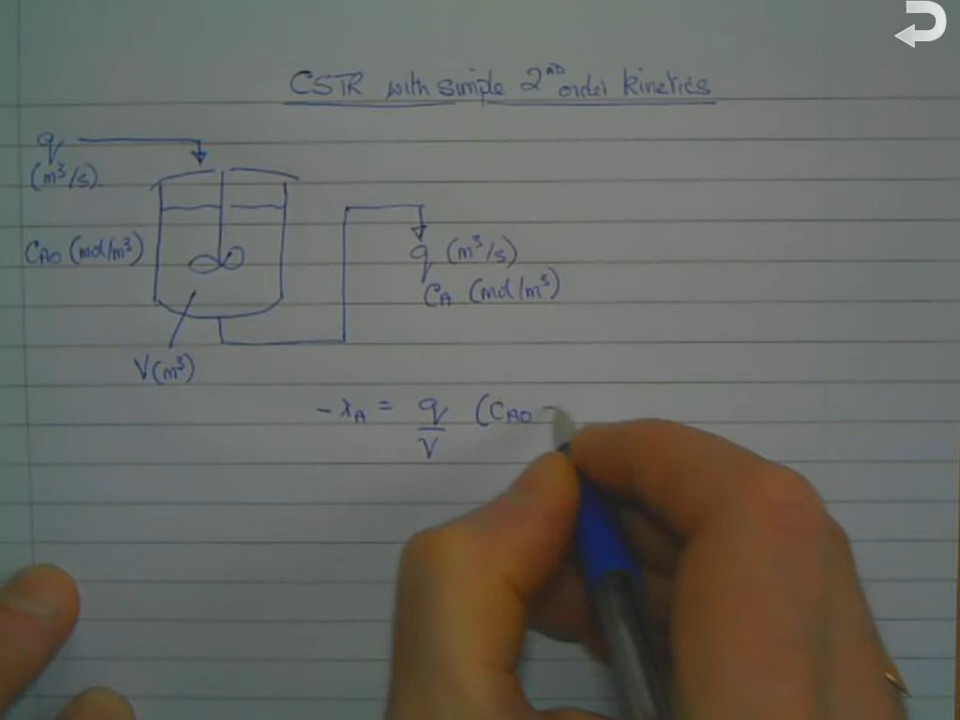 CSTR with simple 2ND order kinetics
q
(m³/s)
CA0 (mol/m³)
q (m³/s)
CA (mol/m³)
V(m³)
-rA = q/V (CA0 -